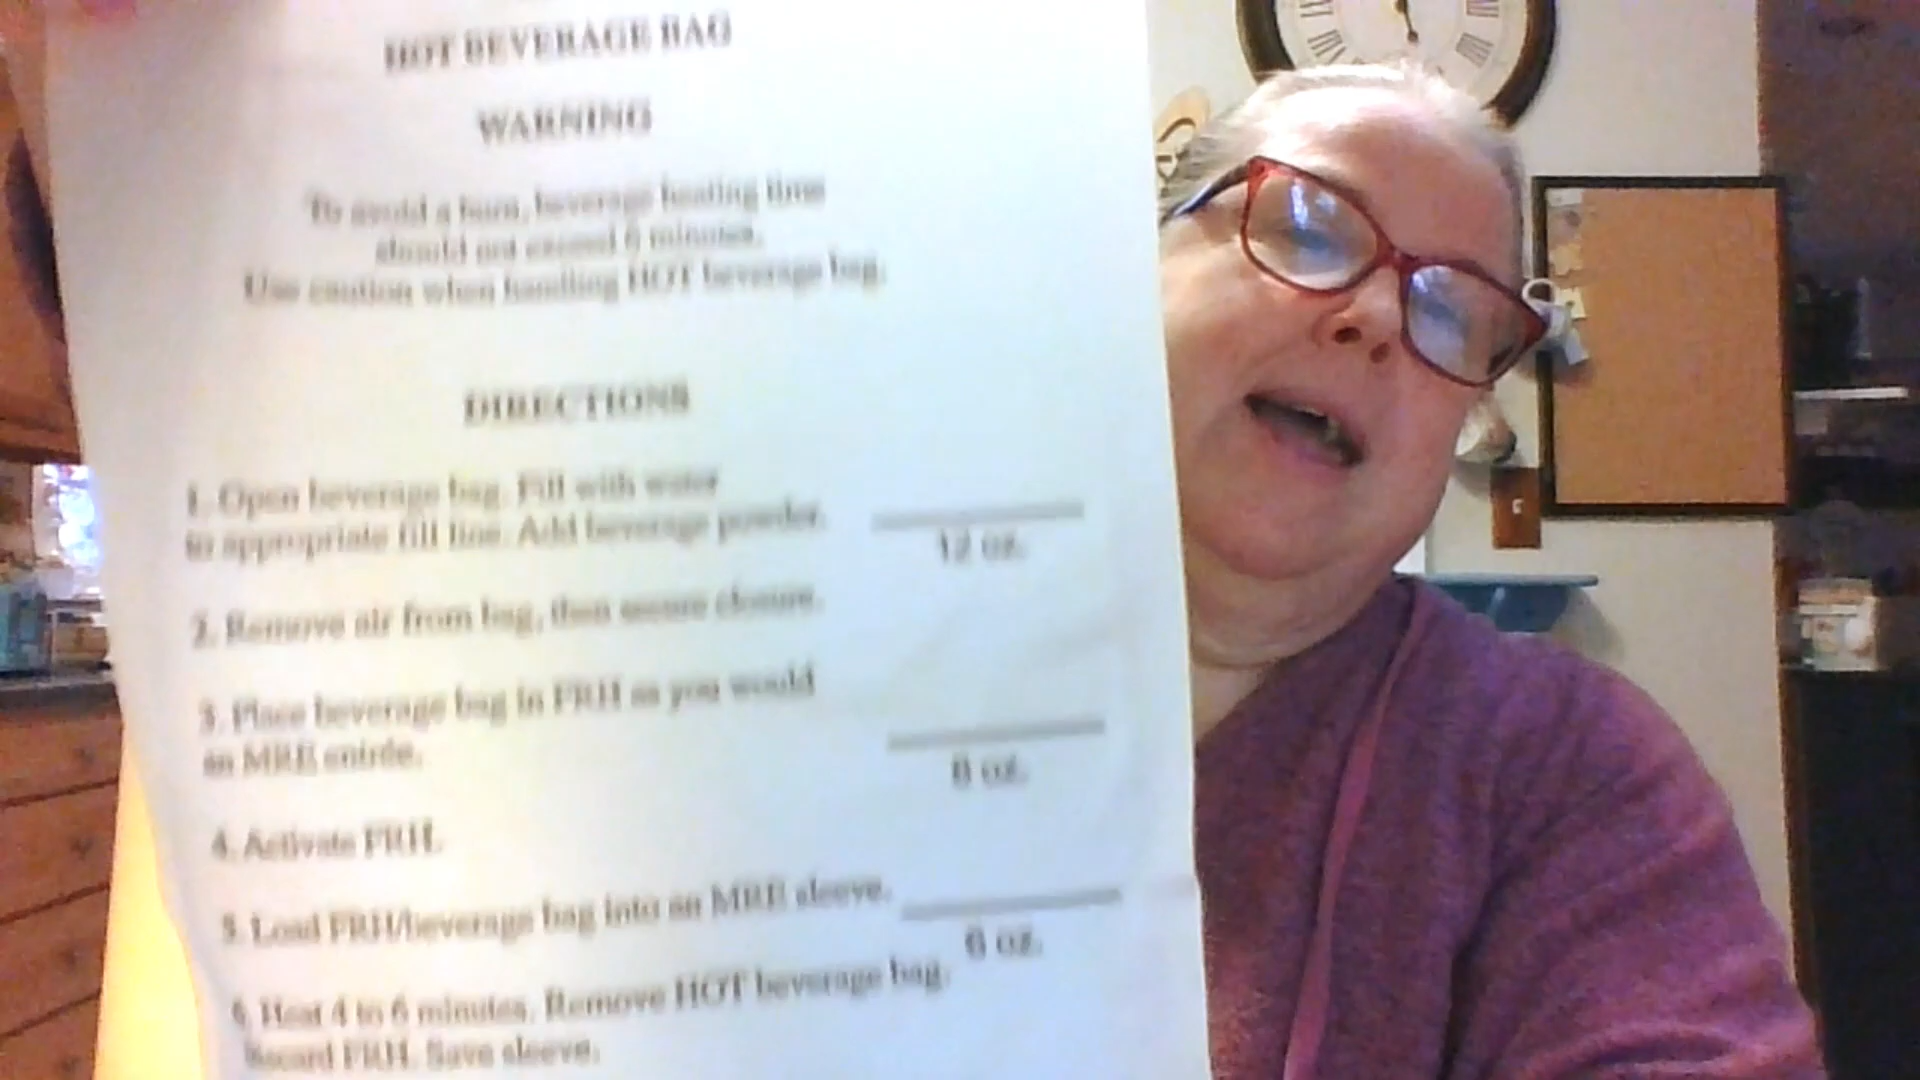 HOT BEVERAGE BAG
WARNING
To avoid a burn, beverage heating time
should not exceed 6 minutes.
Use caution when handling HOT beverage bag.
DIRECTIONS
1. Open beverage bag. Fill with water
to appropriate fill line. Add beverage powder.
12 oz.
2. Remove air from bag, then secure closure.
3. Place beverage bag in FRH as you would
an MRE entrée.
8 oz.
4. Activate FRH.
5. Load FRH/beverage bag into an MRE sleeve.
6 oz.
6. Heat 4 to 6 minutes. Remove HOT beverage bag.
FRH. Save sleeve.